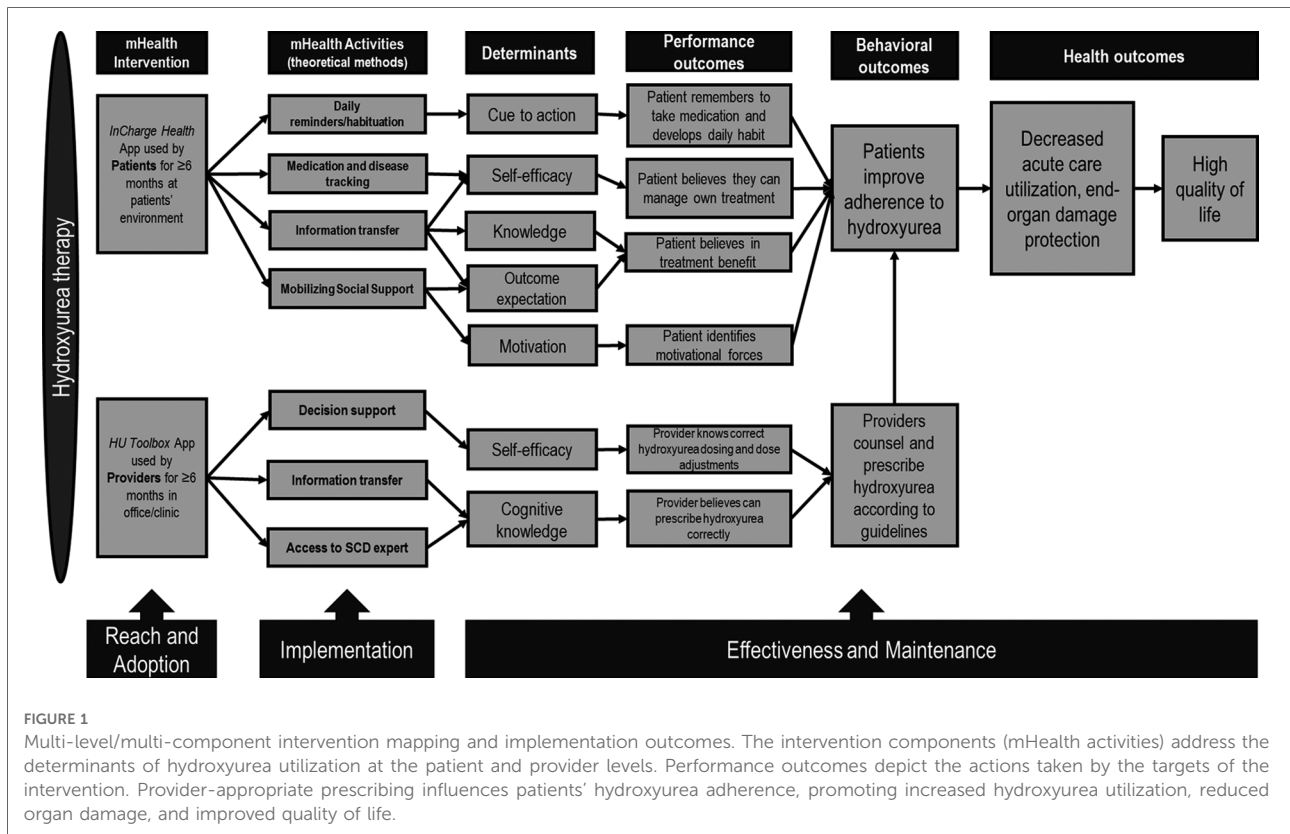 mHealth
Intervention
mHealth Activities
(theoretical methods)
Determinants
Performance
outcomes
Behavioral
outcomes
Health outcomes
Hydroxyurea therapy
InCharge Health
App used by
Patients for ≥6
months at
patients'
environment
Daily
reminders/habituation
Medication and disease
tracking
Information transfer
Mobilizing Social Support
Cue to action
Self-efficacy
Knowledge
Outcome
expectation
Motivation
Patient remembers to
take medication and
develops daily habit
Patient believes they can
manage own treatment
Patient believes in
treatment benefit
Patient identifies
motivational forces
Patients
improve
adherence to
hydroxyurea
Decreased
acute care
utilization, end-
organ damage
protection
High
quality of
life
HU Toolbox App
used by
Providers for ≥6
months in
office/clinic
Decision support
Information transfer
Access to SCD expert
Self-efficacy
Cognitive
knowledge
Provider knows correct
hydroxyurea dosing and dose
adjustments
Provider believes can
prescribe hydroxyurea
correctly
Providers
counsel and
prescribe
hydroxyurea
according to
guidelines
Reach and
Adoption
Implementation
Effectiveness and Maintenance
FIGURE 1
Multi-level/multi-component intervention mapping and implementation outcomes. The intervention components (mHealth activities) address the
determinants of hydroxyurea utilization at the patient and provider levels. Performance outcomes depict the actions taken by the targets of the
intervention. Provider-appropriate prescribing influences patients' hydroxyurea adherence, promoting increased hydroxyurea utilization, reduced
organ damage, and improved quality of life.